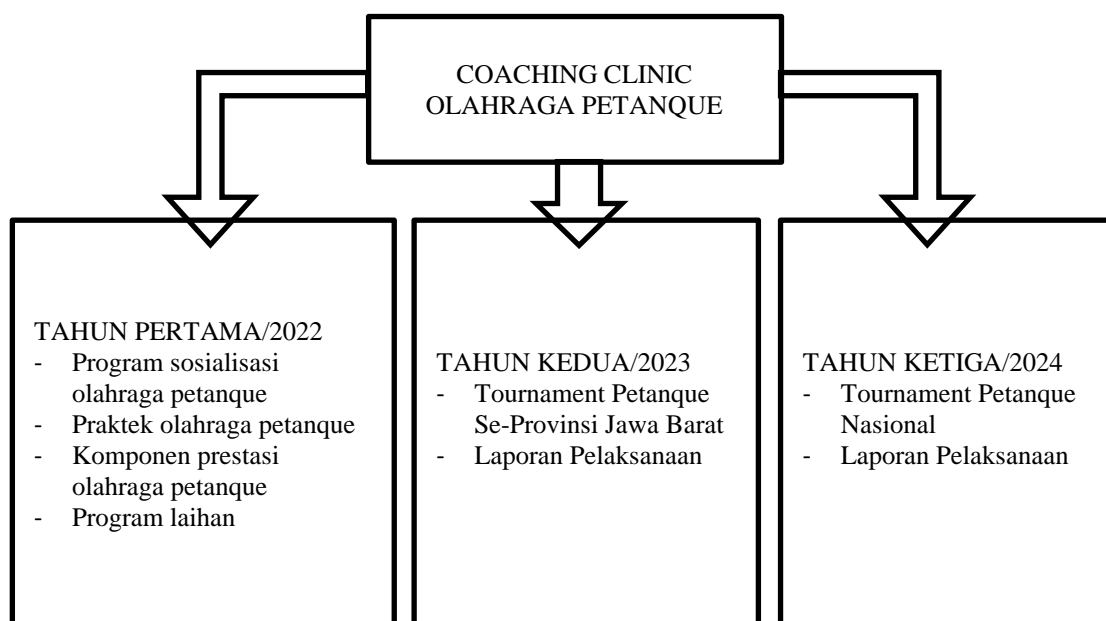 COACHING CLINIC
OLAHRAGA PETANQUE
TAHUN PERTAMA/2022
- Program sosialisasi
olahraga petanque
- Praktek olahraga petanque
- Komponen prestasi
olahraga petanque
- Program laihan
TAHUN KEDUA/2023
- Tournament Petanque
Se-Provinsi Jawa Barat
- Laporan Pelaksanaan
TAHUN KETIGA/2024
- Tournament Petanque
Nasional
- Laporan Pelaksanaan